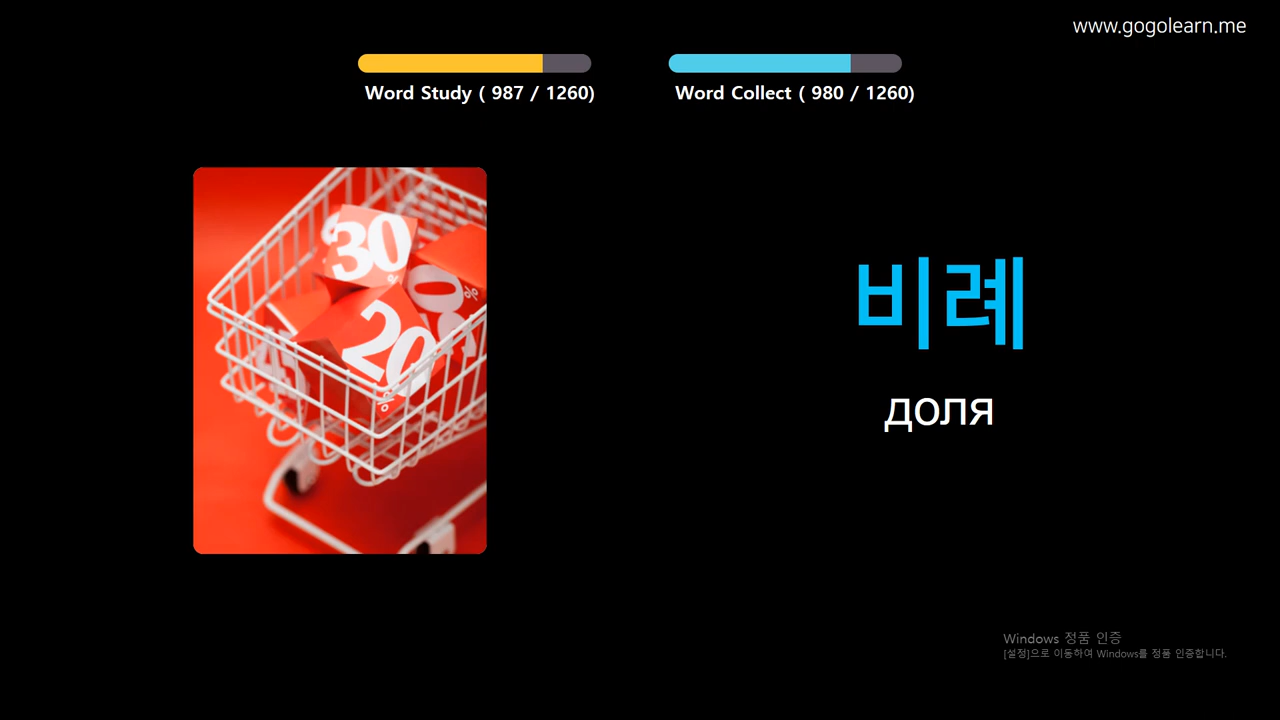 www.gogolearn.me
Word Study ( 987 / 1260)
Word Collect ( 980 / 1260)
30
%
0
%
20
%
비례
доля
Windows 정품 인증
[설정]으로 이동하여 Windows를 정품 인증합니다.